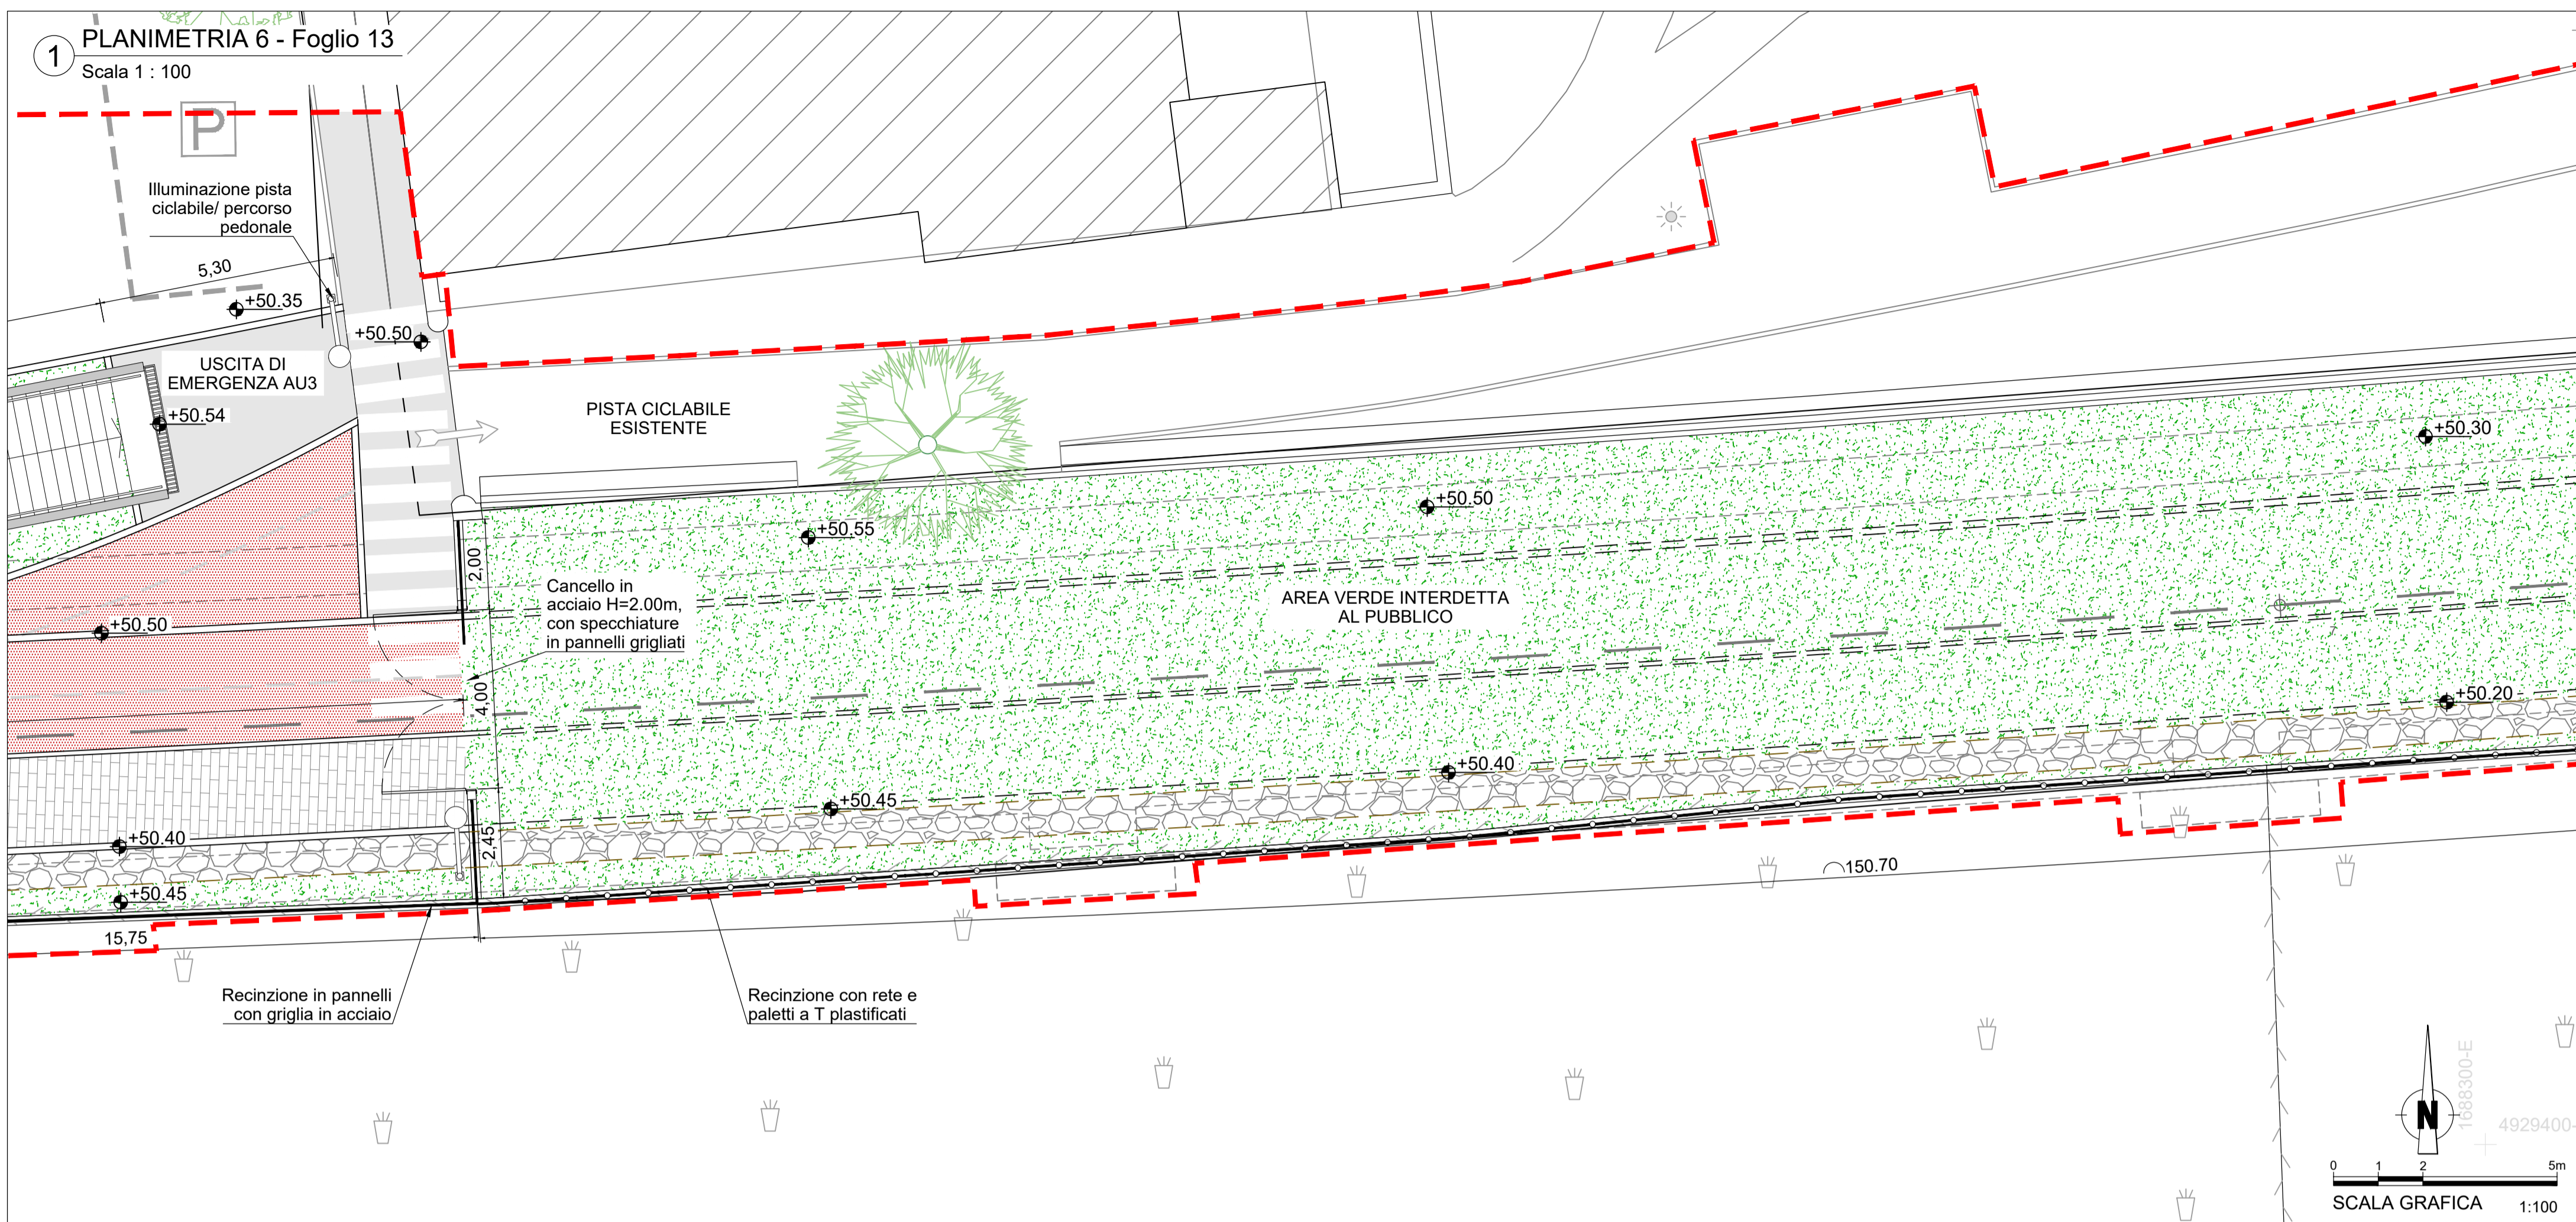 1
PLANIMETRIA 6 - Foglio 13
Scala 1 : 100
P
Illuminazione pista
ciclabile/ percorso
pedonale
5,30
+50.35
+50.50
USCITA DI
EMERGENZA AU3
+50.54
PISTA CICLABILE
ESISTENTE
+50.30
+50.50
+50.55
2,00
Cancello in
acciaio H=2.00m,
con specchiature
in pannelli grigliati
AREA VERDE INTERDETTA
AL PUBBLICO
+50.50
4,00
+50.20
+50.40
+50.45
+50.40
2,45
150.70
+50.45
15,75
Recinzione in pannelli
con griglia in acciaio
Recinzione con rete e
paletti a T plastificati
N
1688300-E
4929400-
0 1 2 5m
SCALA GRAFICA 1:100